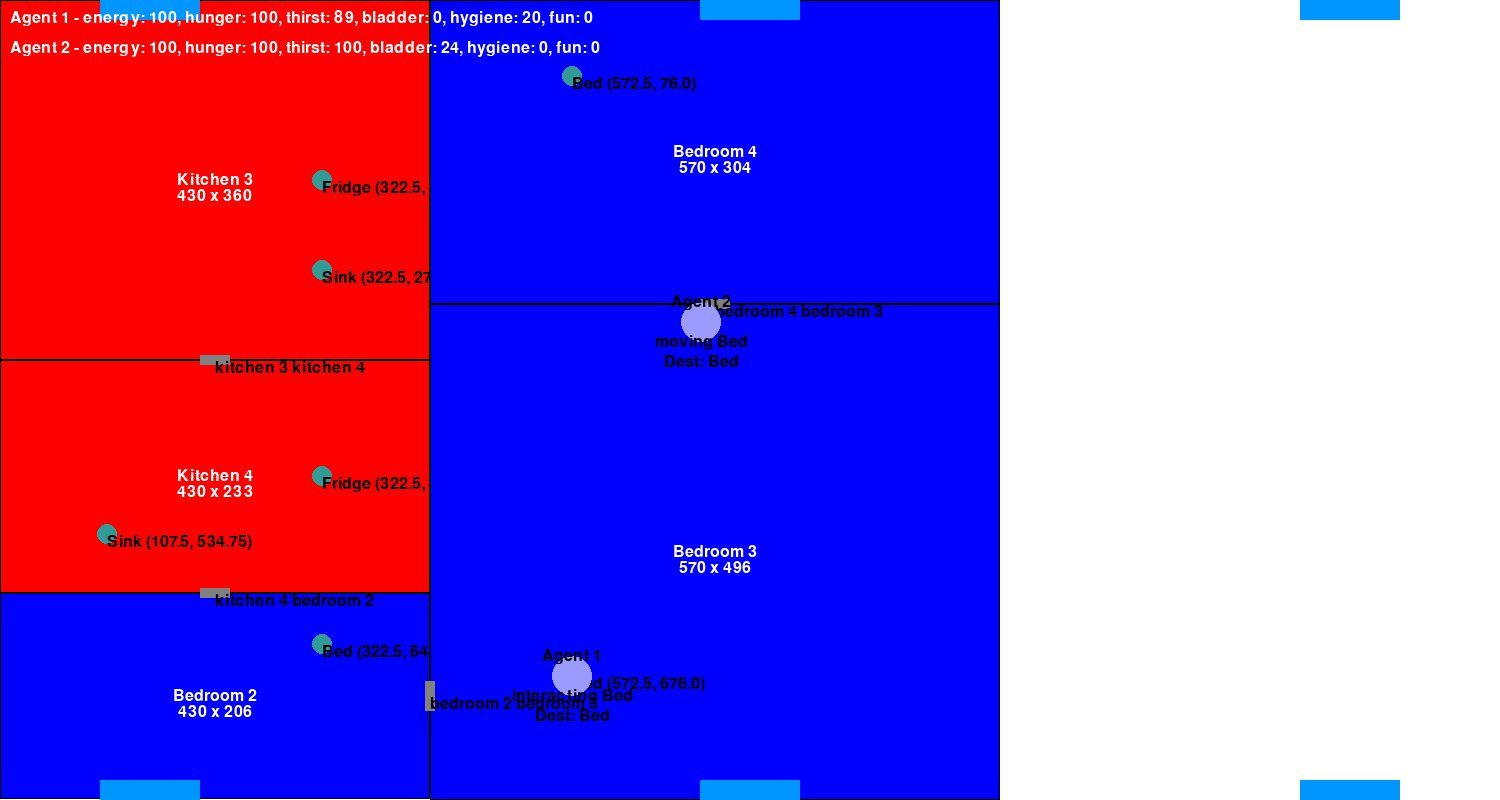 Agent 1 - energy: 100, hunger: 100, thirst: 89, bladder: 0, hygiene: 20, fun: 0
Agent 2 - energy: 100, hunger: 100, thirst: 100, bladder: 24, hygiene: 0, fun: 0
Bed (572.5, 76.0)
Bedroom 4
570 x 304
Kitchen 3
430 x 360
Fridge (322.5,
Sink (322.5, 27
Agent 2
bedroom 4 bedroom 3
moving Bed
Dest: Bed
kitchen 3 kitchen 4
Kitchen 4
430 x 233
Fridge (322.5,
Sink (107.5, 534.75)
Bedroom 3
570 x 496
kitchen 4 bedroom 2
Bed (322.5, 64
Agent 1
(572.5, 676.0)
interacting Bed
Bedroom 2
430 x 206
bedroom 2 bedroom 3
Dest: Bed